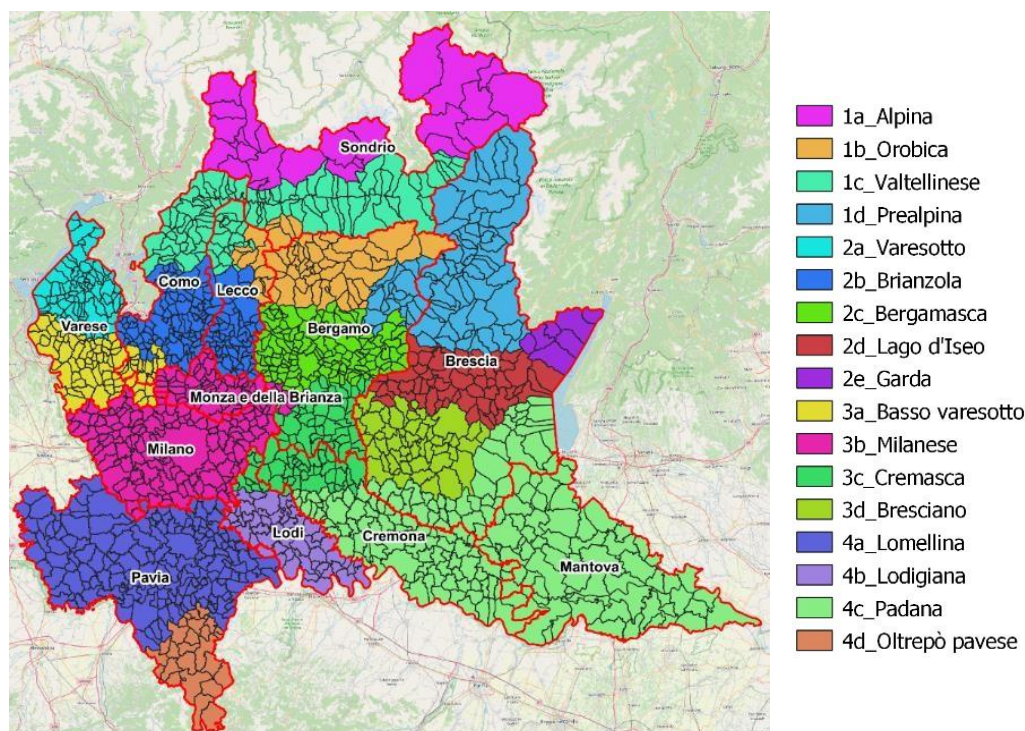 Sondrio
Como
Lecco
Varese
Bergamo
Brescia
Monza e della Brianza
Milano
Lodi
Cremona
Pavia
Mantova
1a_Alpina
1b_Orobica
1c_Valtellinese
1d_Prealpina
2a_Varesotto
2b_Brianzola
2c_Bergamasca
2d_Lago d'Iseo
2e_Garda
3a_Basso varesotto
3b_Milanese
3c_Cremasca
3d_Bresciano
4a_Lomellina
4b_Lodigiana
4c_Padana
4d_Oltrepò pavese